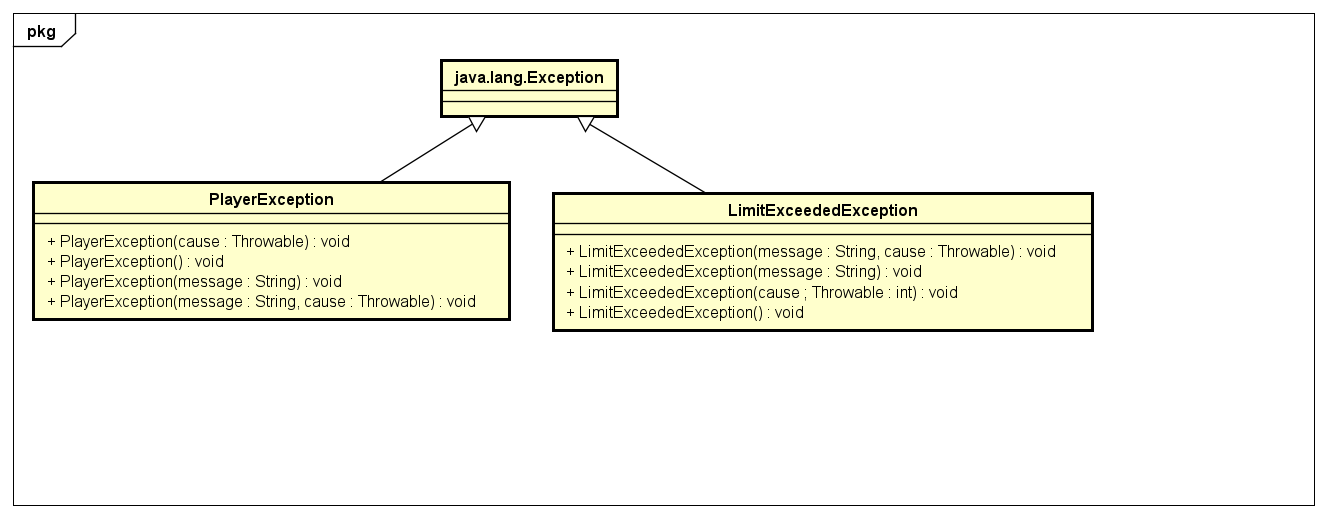 pkg
java.lang.Exception
PlayerException
+ PlayerException(cause : Throwable) : void
+ PlayerException() : void
+ PlayerException(message : String) : void
+ PlayerException(message : String, cause : Throwable) : void
LimitExceededException
+ LimitExceededException(message : String, cause : Throwable) : void
+ LimitExceededException(message : String) : void
+ LimitExceededException(cause ; Throwable : int) : void
+ LimitExceededException() : void